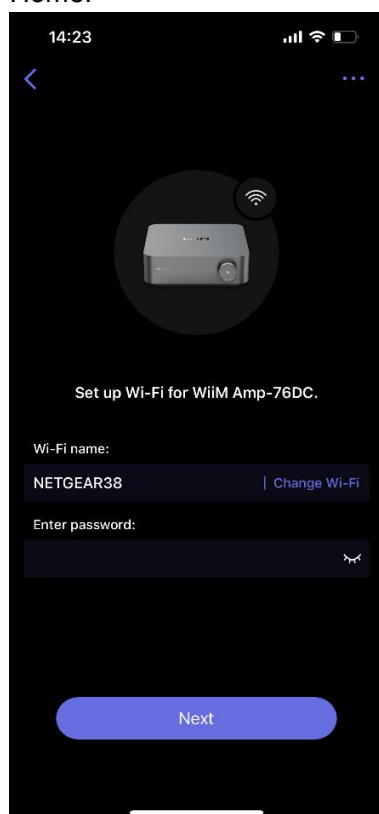 14:23
Set up Wi-Fi for WiiM Amp-76DC.
Wi-Fi name:
NETGEAR38 | Change Wi-Fi
Enter password:
Next